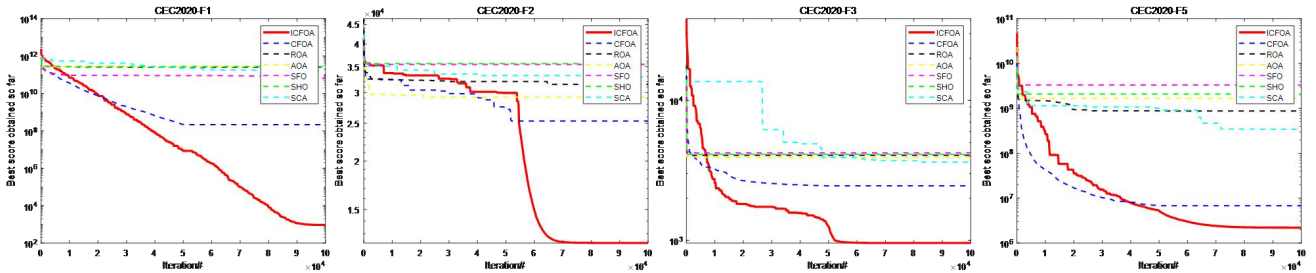 CEC2020-F1
Best score obtained so far
10^14
10^12
10^10
10^8
10^6
10^4
10^2
0 1 2 3 4 5 6 7 8 9 10
Iteration#
×10^4
ICFOA
CFOA
ROA
AOA
SFO
SHO
SCA
CEC2020-F2
×10^4
Best score obtained so far
4
3.5
3
2.5
2
1.5
0 1 2 3 4 5 6 7 8 9 10
Iteration#
×10^4
ICFOA
CFOA
ROA
AOA
SFO
SHO
SCA
CEC2020-F3
Best score obtained so far
10^4
10^3
0 1 2 3 4 5 6 7 8 9 10
Iteration#
×10^4
ICFOA
CFOA
ROA
AOA
SFO
SHO
SCA
CEC2020-F5
Best score obtained so far
10^11
10^10
10^9
10^8
10^7
10^6
0 1 2 3 4 5 6 7 8 9 10
Iteration#
×10^4
ICFOA
CFOA
ROA
AOA
SFO
SHO
SCA